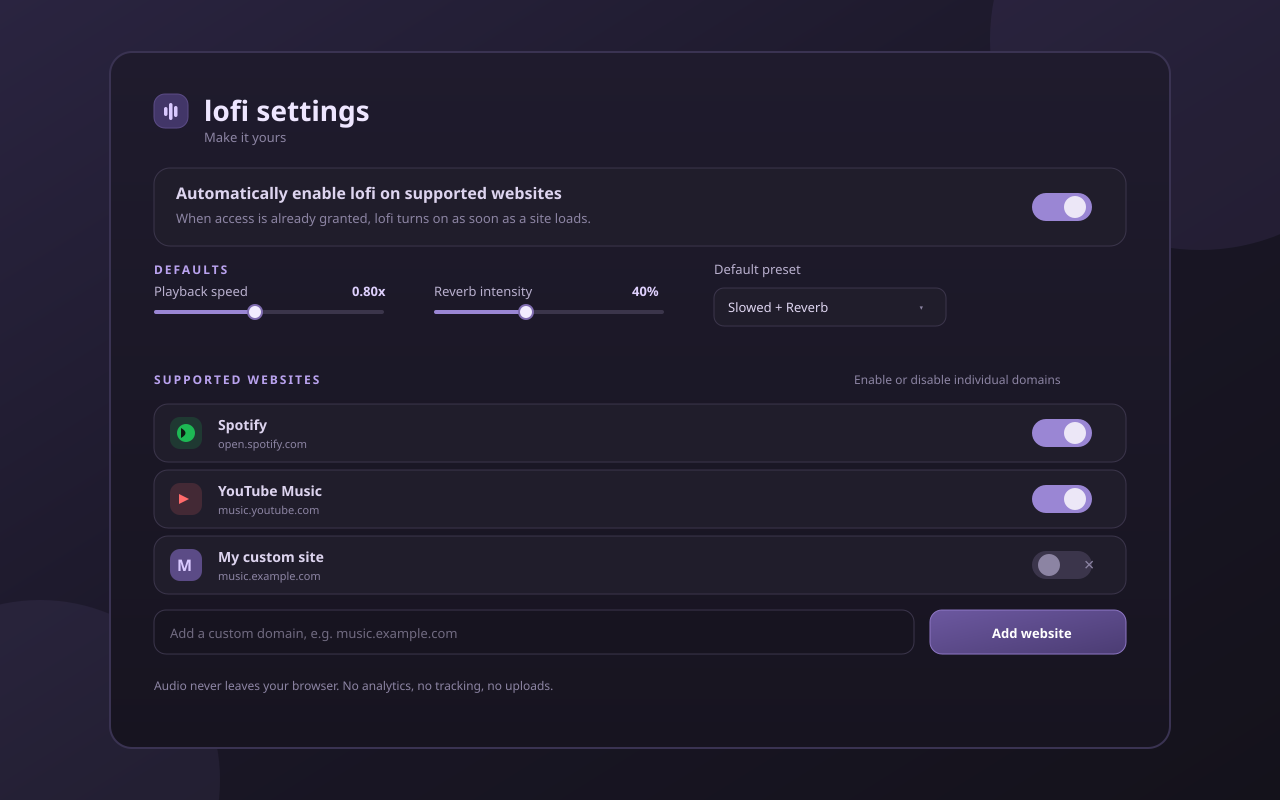 lofi settings
Make it yours
Automatically enable lofi on supported websites
When access is already granted, lofi turns on as soon as a site loads.
DEFAULTS
Playback speed 0.80x
Reverb intensity 40%
Default preset
Slowed + Reverb
SUPPORTED WEBSITES
Enable or disable individual domains
Spotify
open.spotify.com
YouTube Music
music.youtube.com
M
My custom site
music.example.com
×
Add a custom domain, e.g. music.example.com
Add website
Audio never leaves your browser. No analytics, no tracking, no uploads.